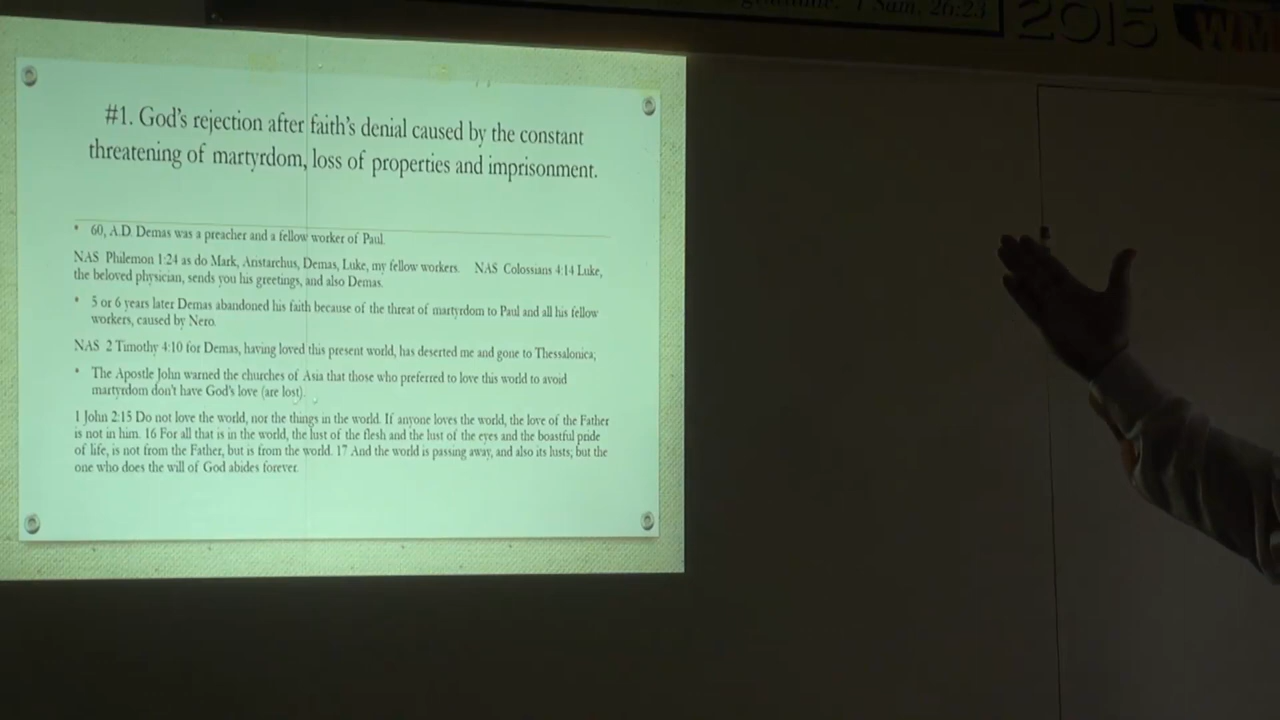 1 Sam. 26:23
2015
WM
#1. God's rejection after faith's denial caused by the constant
threatening of martyrdom, loss of properties and imprisonment.
* 60, A.D. Demas was a preacher and a fellow worker of Paul.
NAS Philemon 1:24 as do Mark, Aristarchus, Demas, Luke, my fellow workers. NAS Colossians 4:14 Luke,
the beloved physician, sends you his greetings, and also Demas.
* 5 or 6 years later Demas abandoned his faith because of the threat of martyrdom to Paul and all his fellow
workers, caused by Nero.
NAS 2 Timothy 4:10 for Demas, having loved this present world, has deserted me and gone to Thessalonica;
* The Apostle John warned the churches of Asia that those who preferred to love this world to avoid
martyrdom don't have God's love (are lost).
1 John 2:15 Do not love the world, nor the things in the world. If anyone loves the world, the love of the Father
is not in him. 16 For all that is in the world, the lust of the flesh and the lust of the eyes and the boastful pride
of life, is not from the Father, but is from the world. 17 And the world is passing away, and also its lusts; but the
one who does the will of God abides forever.